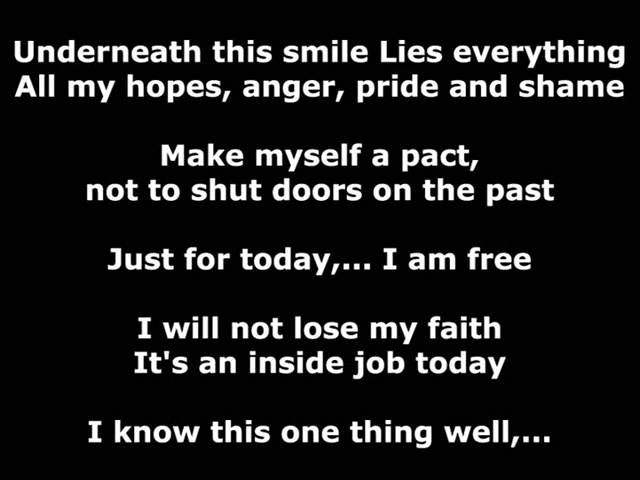 Underneath this smile Lies everything
All my hopes, anger, pride and shame
Make myself a pact,
not to shut doors on the past
Just for today,... I am free
I will not lose my faith
It's an inside job today
I know this one thing well,...